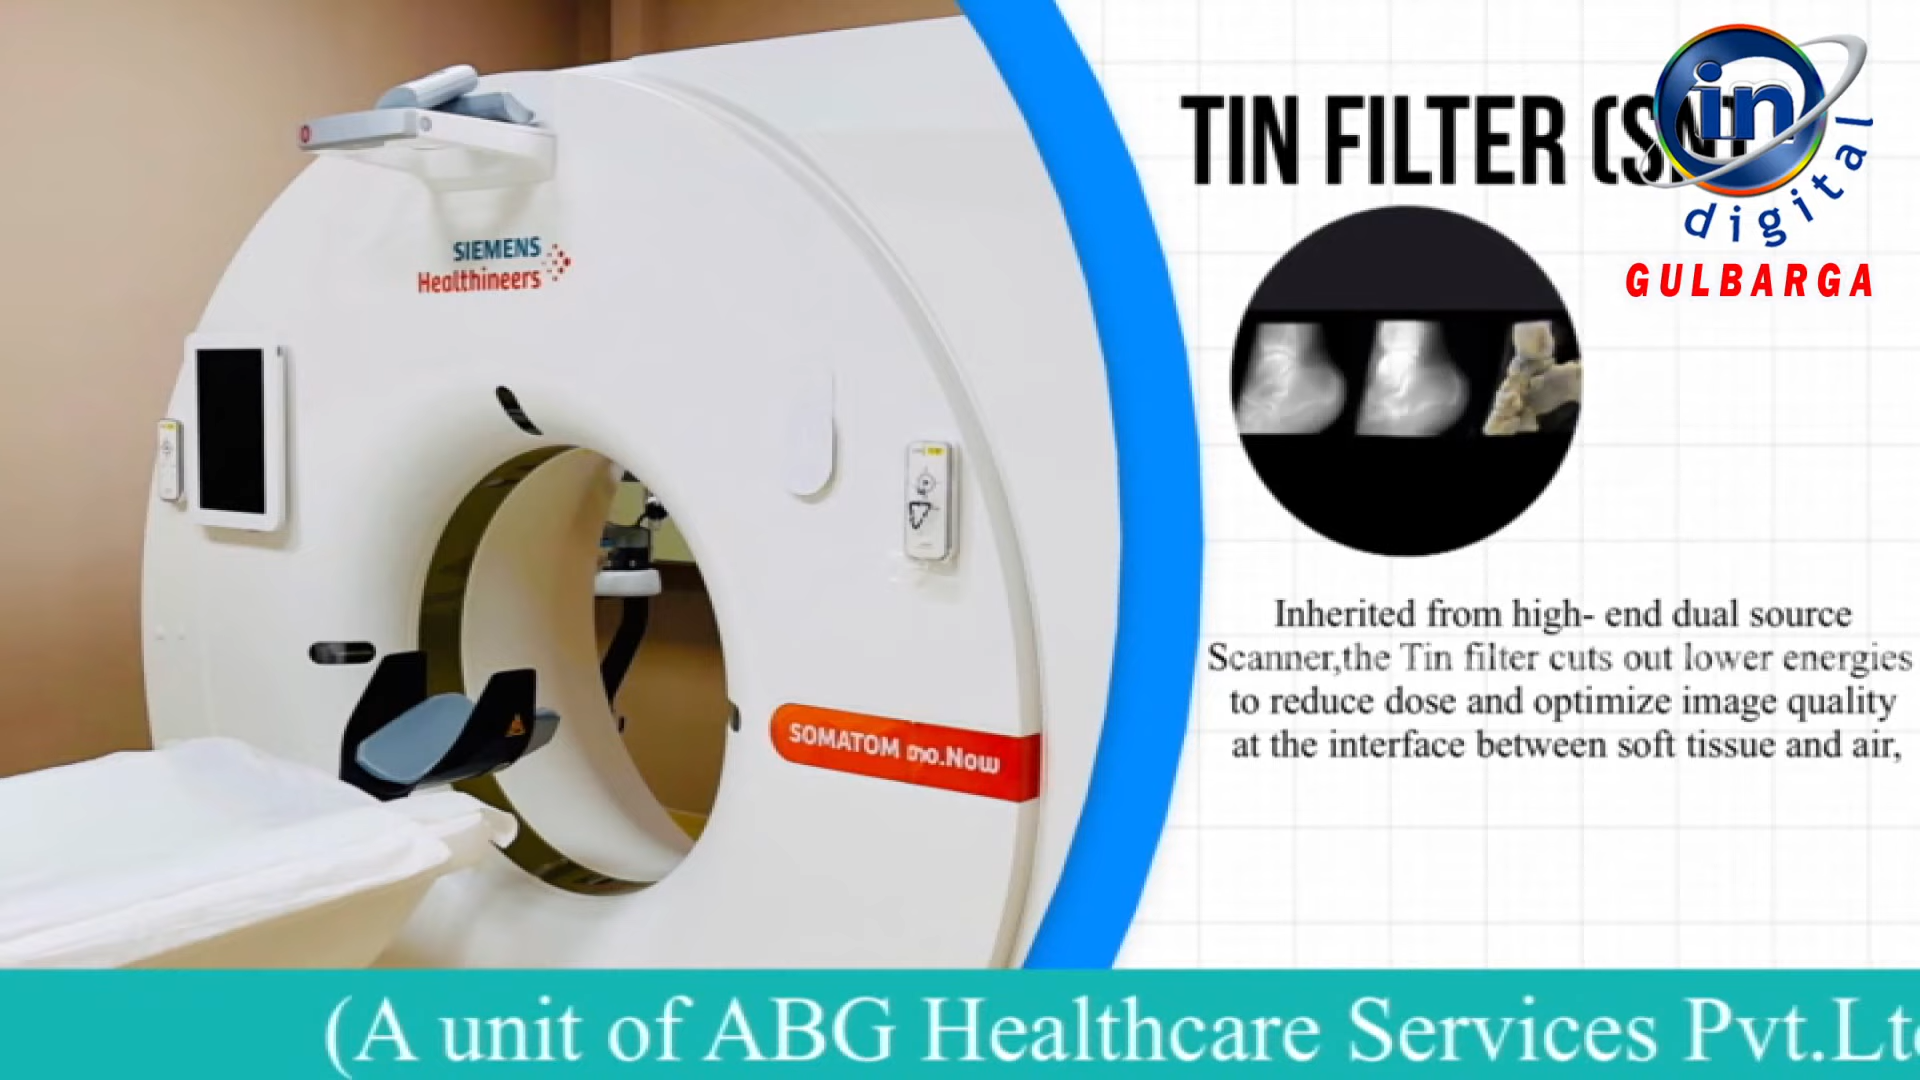 SIEMENS
Healthineers
SOMATOM go.Now
TIN FILTER (SN)
in
digital
GULBARGA
Inherited from high- end dual source
Scanner,the Tin filter cuts out lower energies
to reduce dose and optimize image quality
at the interface between soft tissue and air,
(A unit of ABG Healthcare Services Pvt.Lt